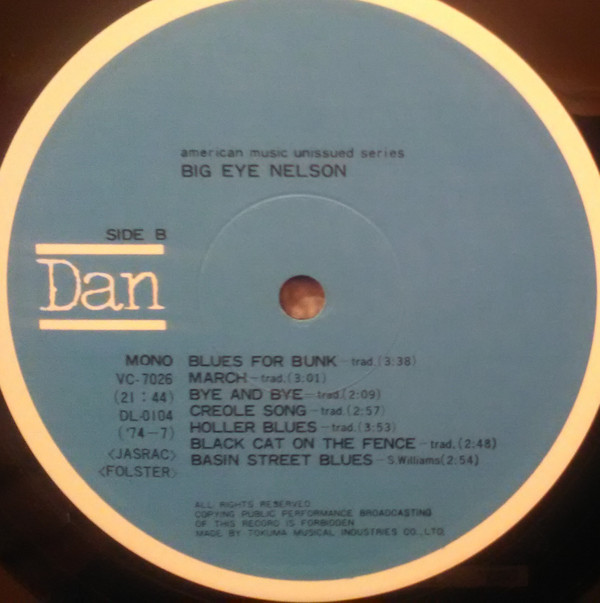 american music unissued series
BIG EYE NELSON
SIDE B
Dan
MONO BLUES FOR BUNK - trad.(3:38)
VC-7026 MARCH - trad.(3:01)
(21 : 44) BYE AND BYE - trad.(2:09)
DL-0104 CREOLE SONG - trad.(2:57)
('74-7) HOLLER BLUES - trad.(3:53)
BLACK CAT ON THE FENCE - trad.(2:48)
<JASRAC> BASIN STREET BLUES - S.Williams(2:54)
<FOLSTER>
ALL RIGHTS RESERVED
COPYING PUBLIC PERFORMANCE BROADCASTING
OF THIS RECORD IS FORBIDDEN
MADE BY TOKUMA MUSICAL INDUSTRIES CO., LTD.